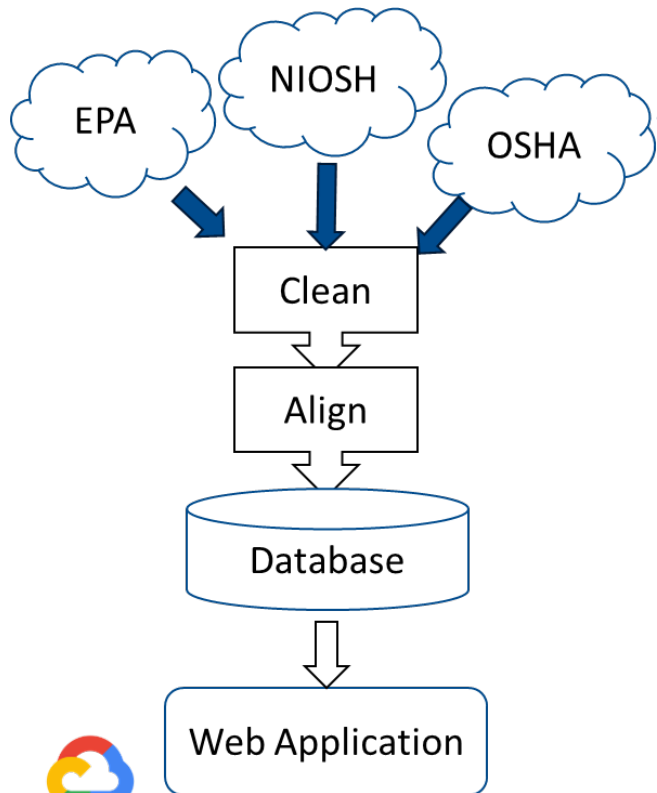 EPA
NIOSH
OSHA
Clean
Align
Database
Web Application